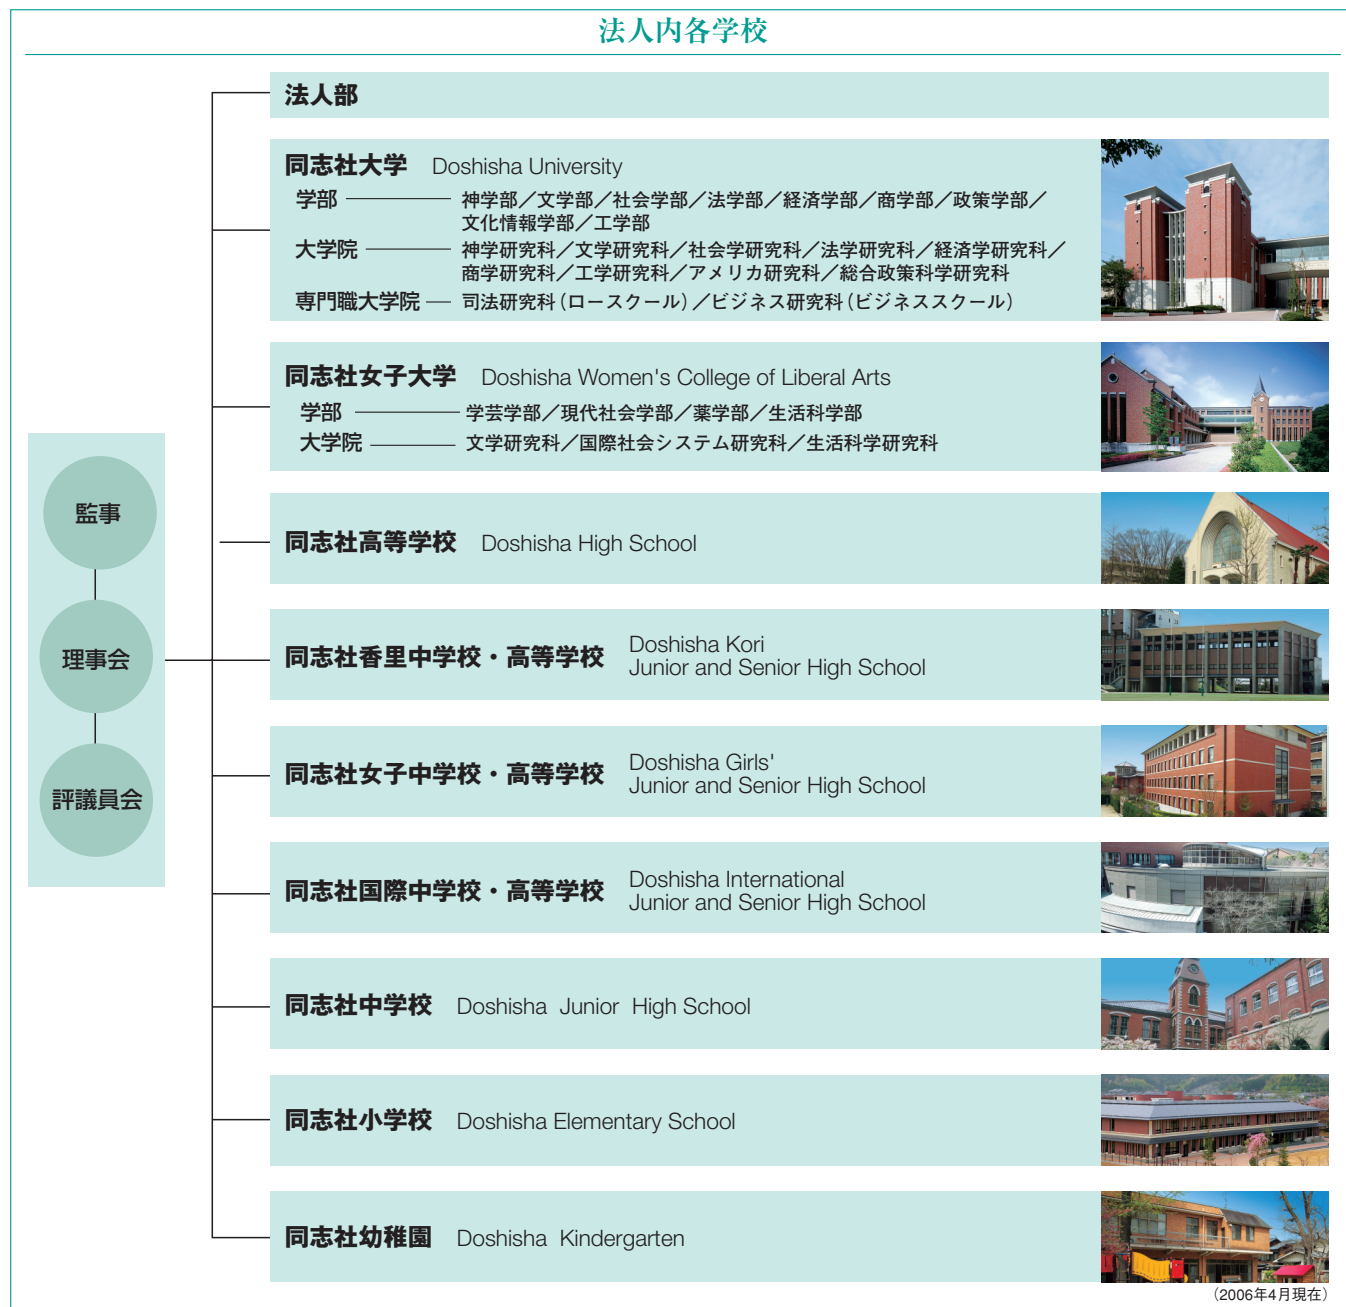 法人内各学校
監事
理事会
評議員会
法人部
同志社大学 Doshisha University
学部 神学部／文学部／社会学部／法学部／経済学部／商学部／政策学部／
文化情報学部／工学部
大学院 神学研究科／文学研究科／社会学研究科／法学研究科／経済学研究科／
商学研究科／工学研究科／アメリカ研究科／総合政策科学研究科
専門職大学院 司法研究科（ロースクール）／ビジネス研究科（ビジネススクール）
同志社女子大学 Doshisha Women's College of Liberal Arts
学部 学芸学部／現代社会学部／薬学部／生活科学部
大学院 文学研究科／国際社会システム研究科／生活科学研究科
同志社高等学校 Doshisha High School
同志社香里中学校・高等学校 Doshisha Kori
Junior and Senior High School
同志社女子中学校・高等学校 Doshisha Girls'
Junior and Senior High School
同志社国際中学校・高等学校 Doshisha International
Junior and Senior High School
同志社中学校 Doshisha Junior High School
同志社小学校 Doshisha Elementary School
同志社幼稚園 Doshisha Kindergarten
（2006年4月現在）